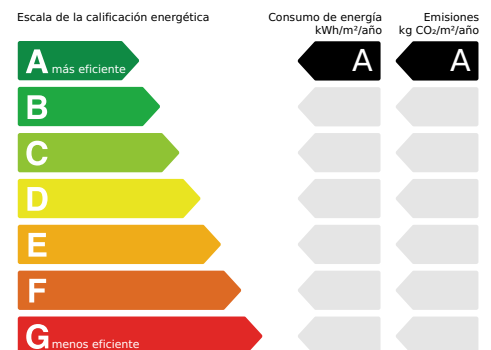 Escala de la calificación energética
Consumo de energía
kWh/m²/año
Emisiones
kg CO₂/m²/año
A más eficiente
A
A
B
C
D
E
F
G menos eficiente